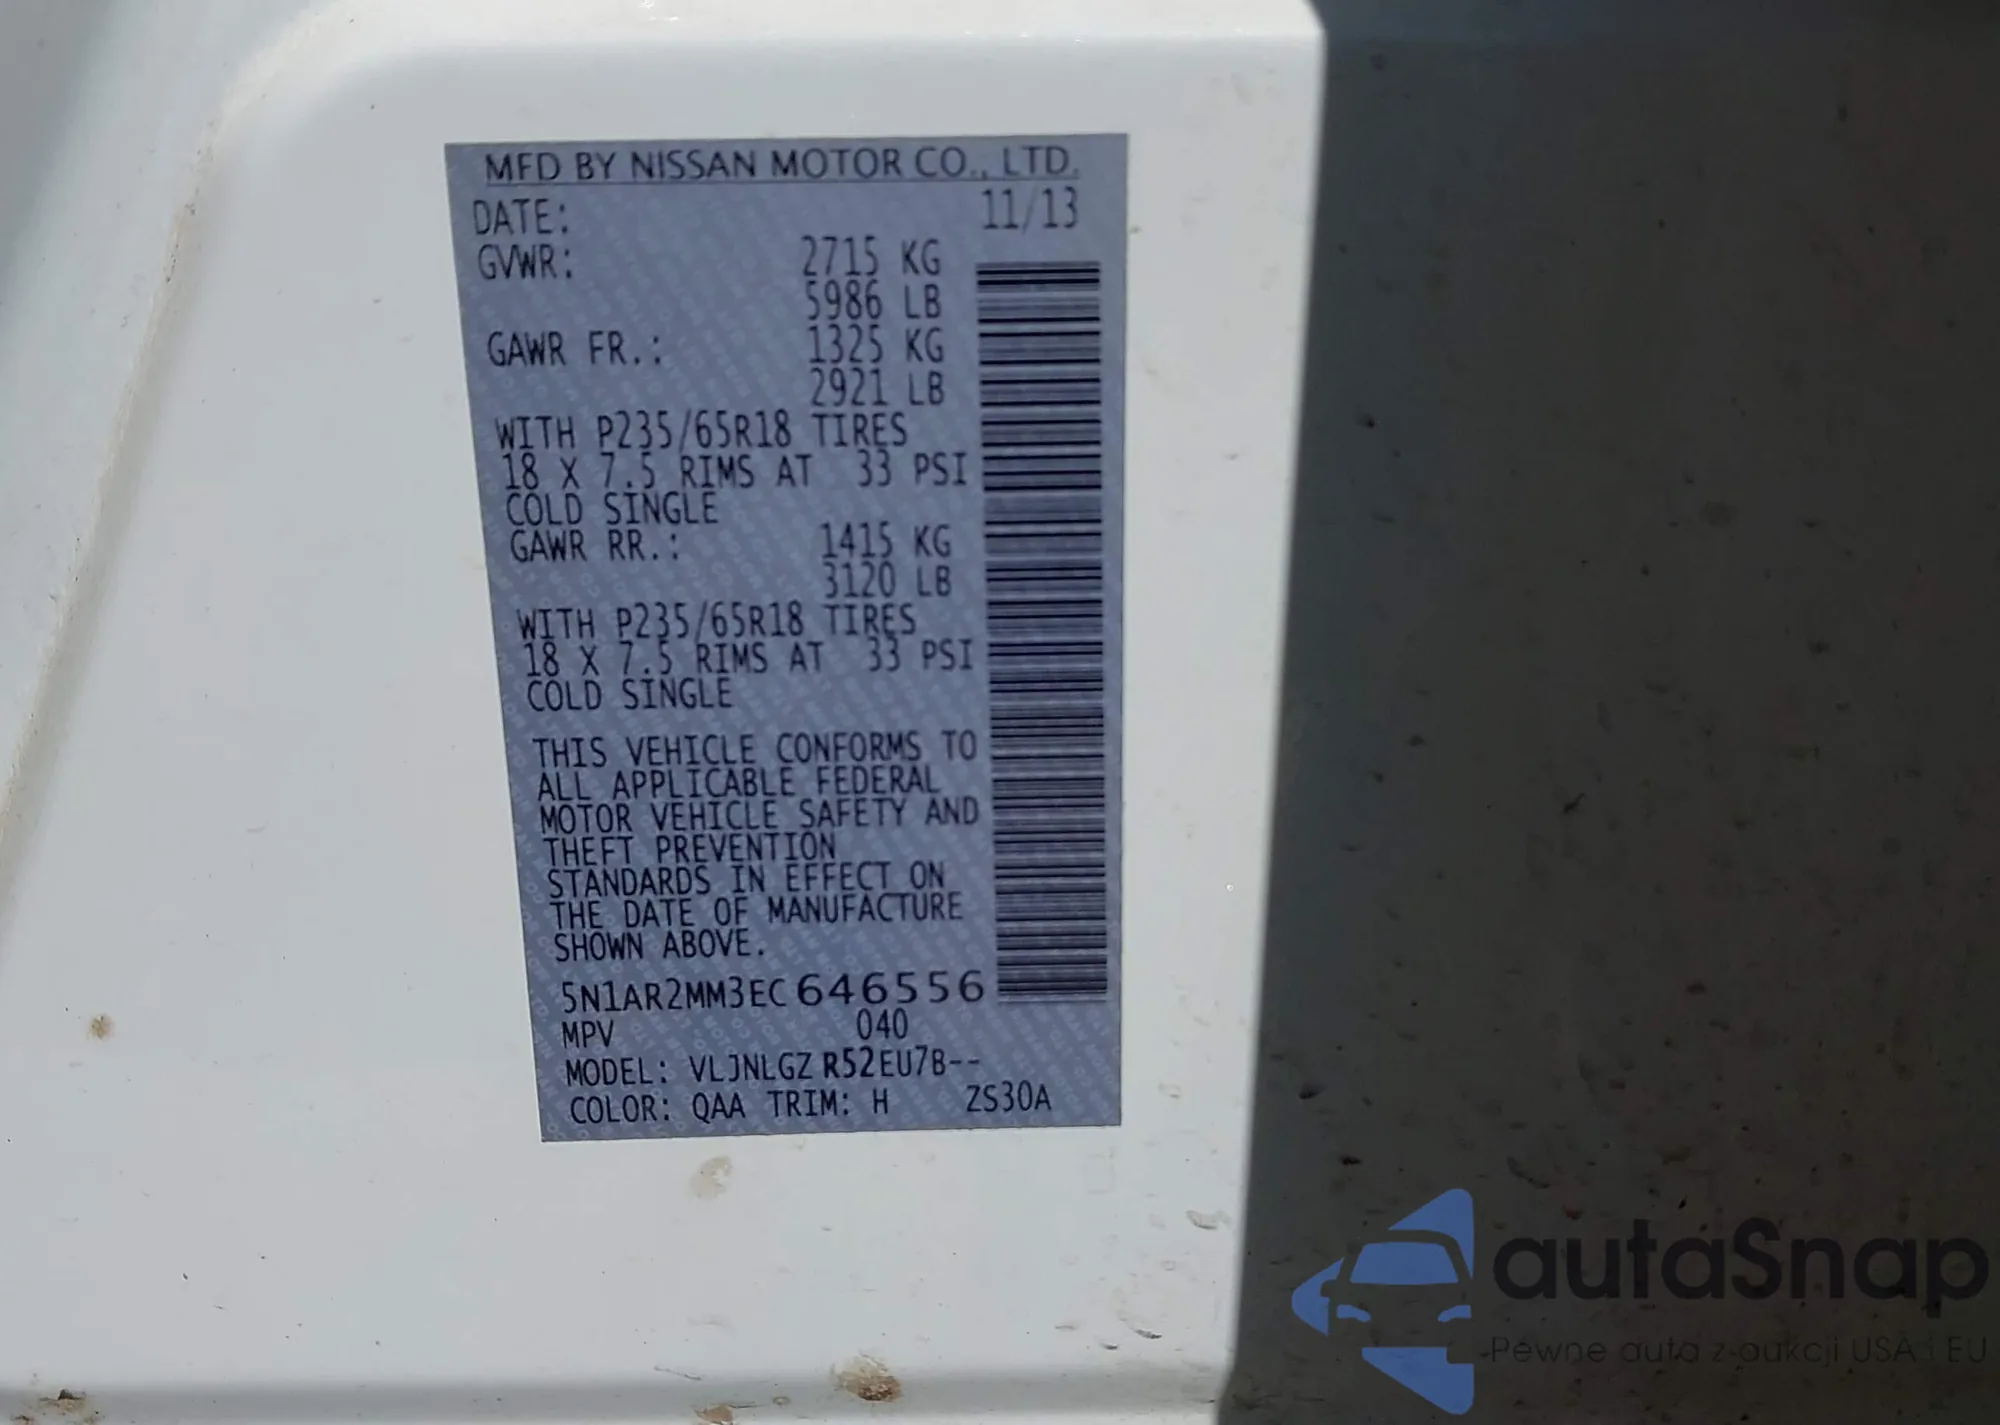 MFD BY NISSAN MOTOR CO., LTD.
DATE: 11/13
GVWR: 2715 KG
5986 LB
GAWR FR.: 1325 KG
2921 LB
WITH P235/65R18 TIRES
18 X 7.5 RIMS AT 33 PSI
COLD SINGLE
GAWR RR.: 1415 KG
3120 LB
WITH P235/65R18 TIRES
18 X 7.5 RIMS AT 33 PSI
COLD SINGLE
THIS VEHICLE CONFORMS TO
ALL APPLICABLE FEDERAL
MOTOR VEHICLE SAFETY AND
THEFT PREVENTION
STANDARDS IN EFFECT ON
THE DATE OF MANUFACTURE
SHOWN ABOVE.
5N1AR2MM3EC646556
MPV 040
MODEL: VLJNLGZ R52EU7B--
COLOR: QAA TRIM: H ZS30A
autaSnap
Pewne auta z aukcji USA i EU